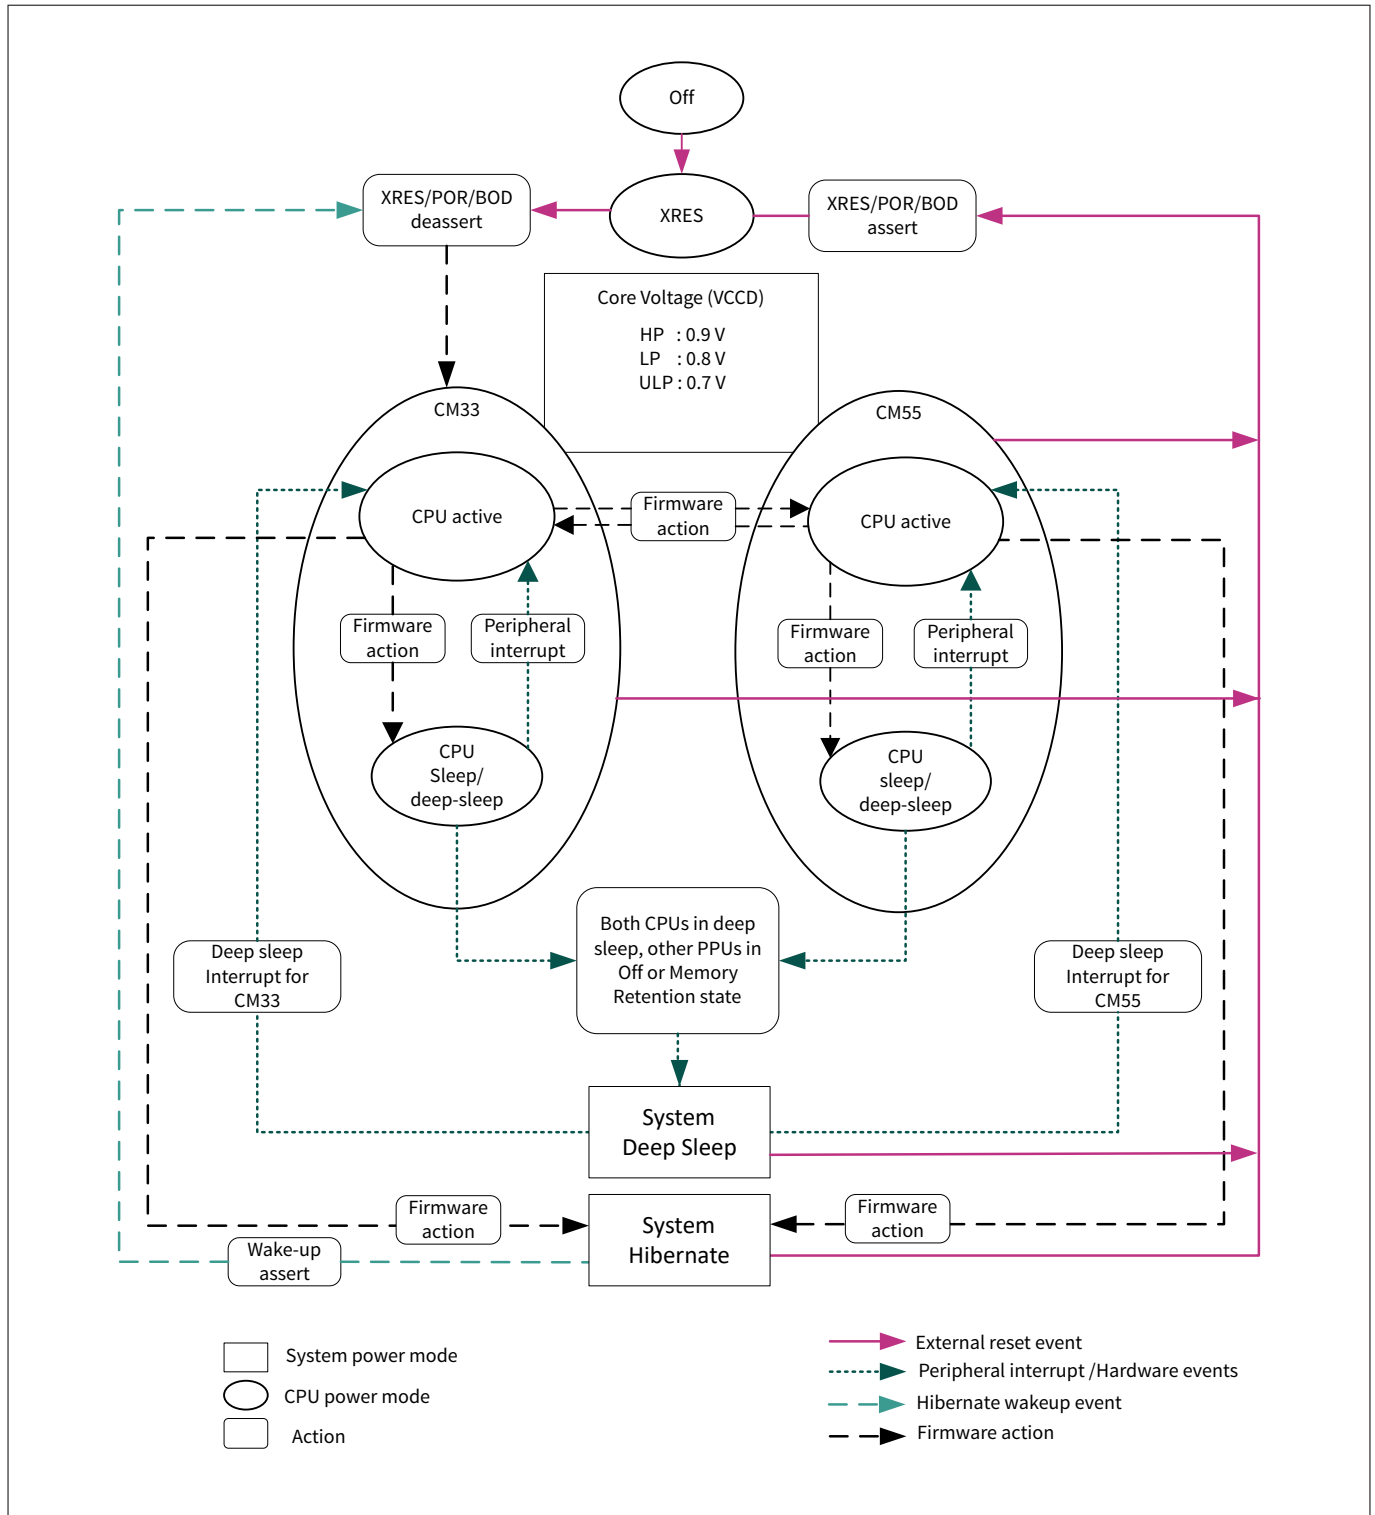 Off
XRES/POR/BOD
deassert
XRES
XRES/POR/BOD
assert
Core Voltage (VCCD)
HP : 0.9 V
LP : 0.8 V
ULP : 0.7 V
CM33
CM55
CPU active
Firmware
action
CPU active
Firmware
action
Peripheral
interrupt
Firmware
action
Peripheral
interrupt
CPU
Sleep/
deep-sleep
CPU
sleep/
deep-sleep
Both CPUs in deep
sleep, other PPUs in
Off or Memory
Retention state
Deep sleep
Interrupt for
CM33
Deep sleep
Interrupt for
CM55
System
Deep Sleep
Firmware
action
System
Hibernate
Firmware
action
Wake-up
assert
System power mode
CPU power mode
Action
External reset event
Peripheral interrupt /Hardware events
Hibernate wakeup event
Firmware action